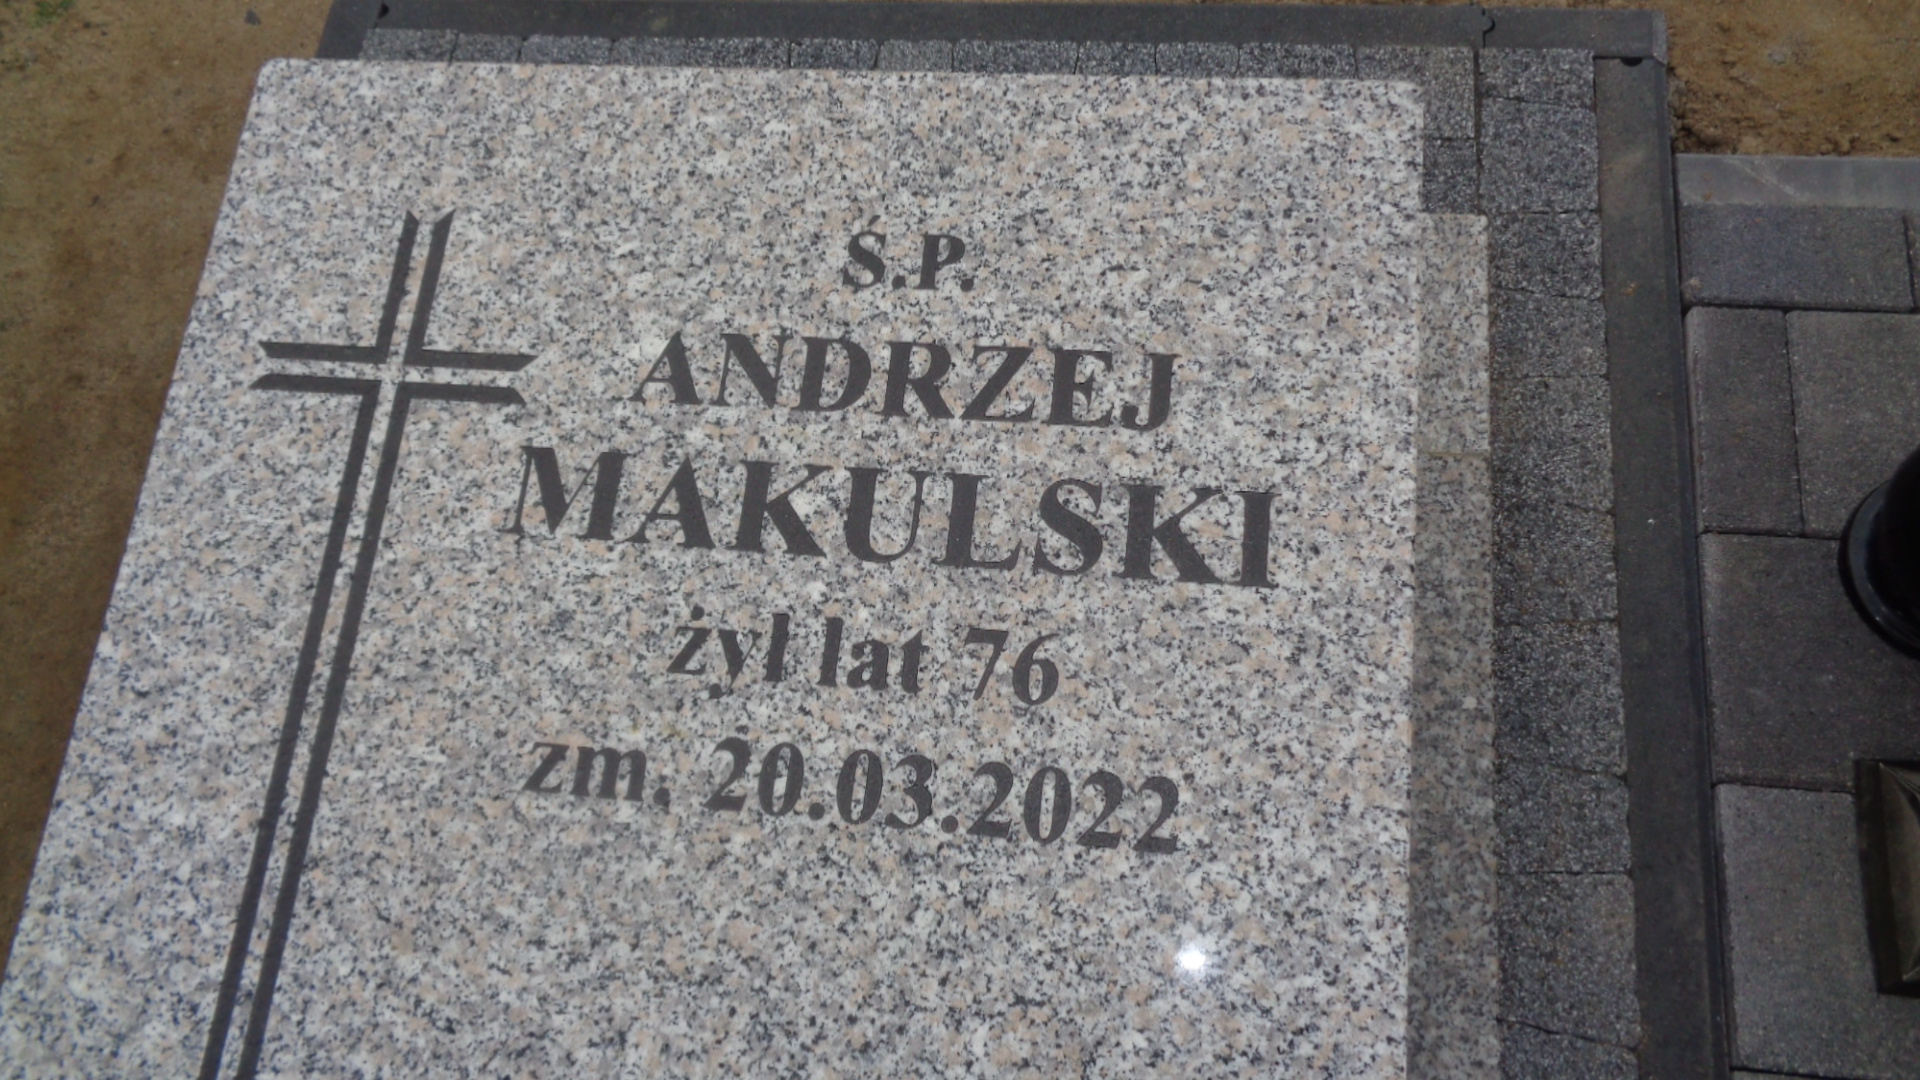 Ś.P.
ANDRZEJ
MAKULSKI
żył lat 76
zm. 20.03.2022